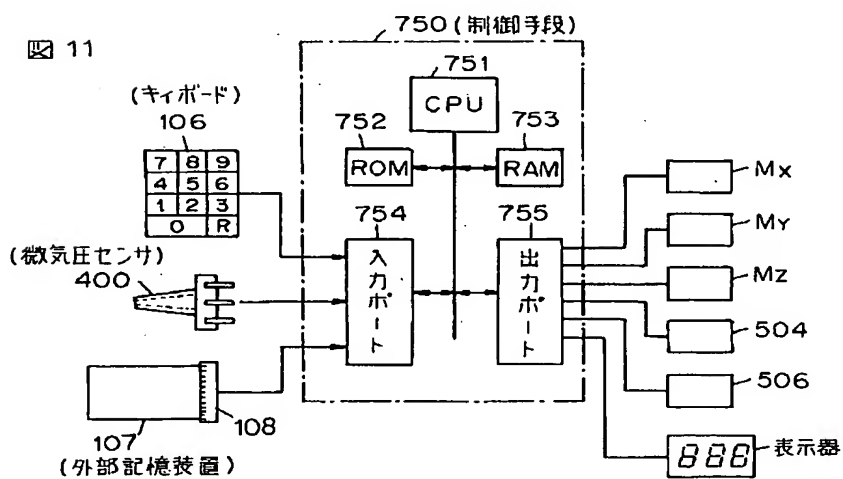 図 11
750 (制御手段)
751
CPU
752
ROM
753
RAM
(キィボード)
106
7 8 9
4 5 6
1 2 3
0 R
(微気圧センサ)
400
107
108
(外部記憶装置)
754
入力ポート
755
出力ポート
MX
MY
MZ
504
506
888
表示器